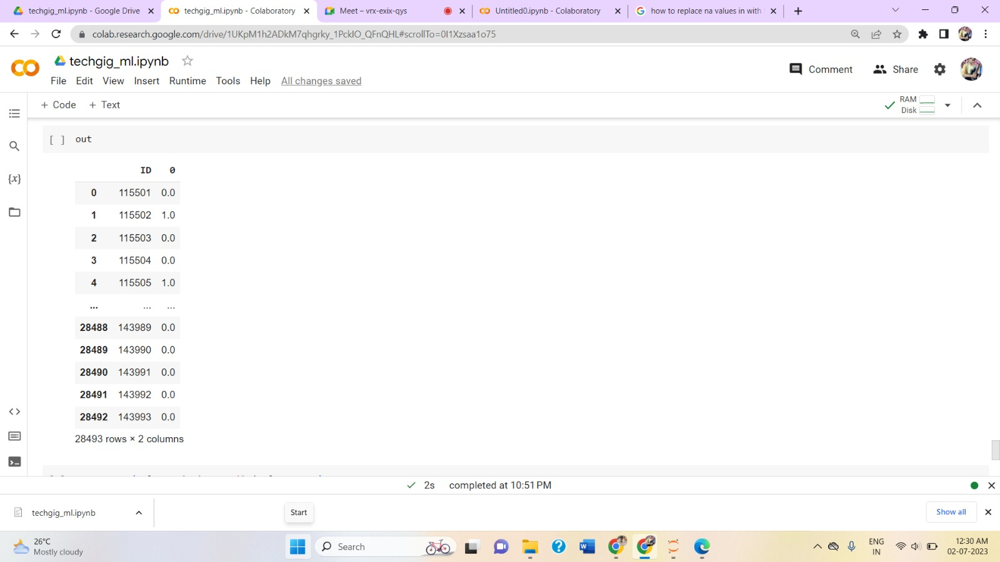 techgig_ml.ipynb - Google Drive
techgig_ml.ipynb - Colaboratory
Meet – vrx-exix-qys
Untitled0.ipynb - Colaboratory
how to replace na values in with
colab.research.google.com/drive/1UKpM1h2ADkM7qhgrky_1PckIO_QFnQHL#scrollTo=0I1Xzsaa1o75
techgig_ml.ipynb
File Edit View Insert Runtime Tools Help All changes saved
Comment
Share
+ Code + Text
RAM
Disk
[ ] out
ID 0
0 115501 0.0
1 115502 1.0
2 115503 0.0
3 115504 0.0
4 115505 1.0
... ... ...
28488 143989 0.0
28489 143990 0.0
28490 143991 0.0
28491 143992 0.0
28492 143993 0.0
28493 rows × 2 columns
{x}
2s completed at 10:51 PM
techgig_ml.ipynb
Start
Show all
26°C
Mostly cloudy
Search
ENG
IN
12:30 AM
02-07-2023